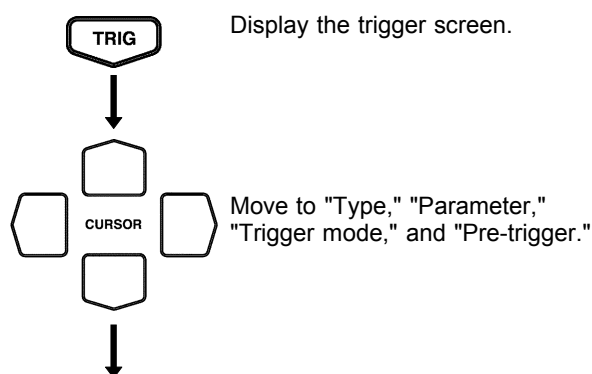 TRIG
Display the trigger screen.
CURSOR
Move to "Type," "Parameter,"
"Trigger mode," and "Pre-trigger."